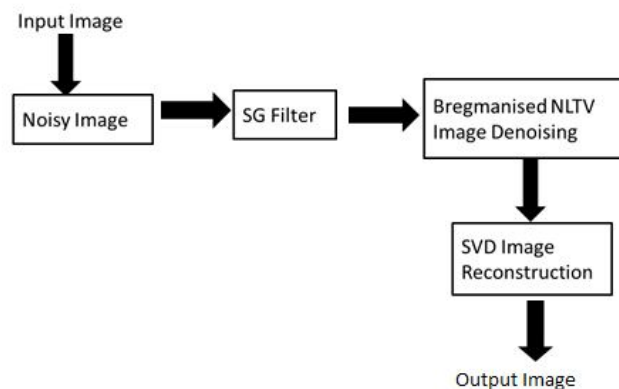 Input Image
Noisy Image
SG Filter
Bregmanised NLTV
Image Denoising
SVD Image
Reconstruction
Output Image